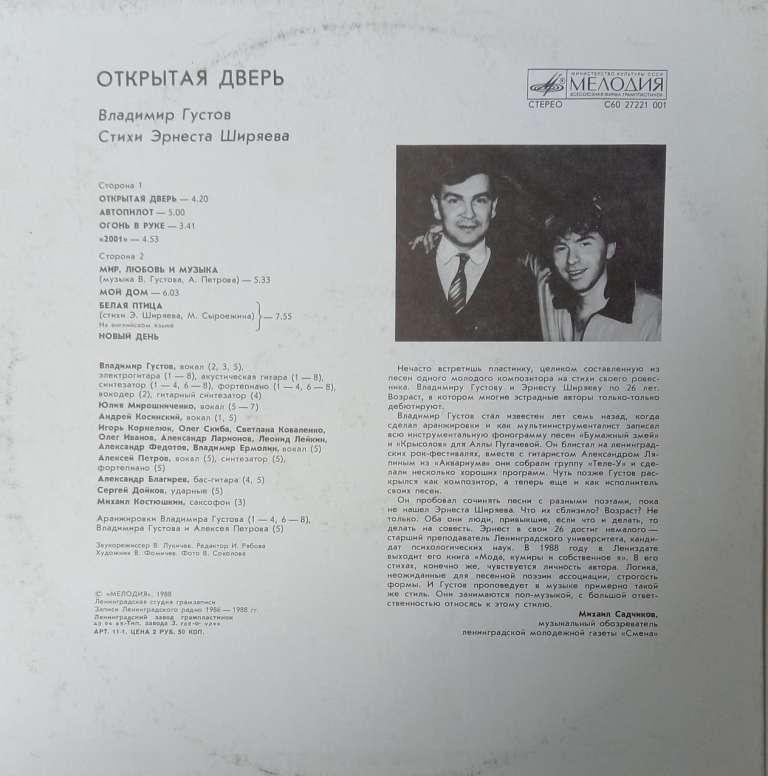 ОТКРЫТАЯ ДВЕРЬ
Владимир Густов
Стихи Эрнеста Ширяева
МИНИСТЕРСТВО КУЛЬТУРЫ СССР
МЕЛОДИЯ
ВСЕСОЮЗНАЯ ФИРМА ГРАМПЛАСТИНОК
СТЕРЕО С60 27221 001
Сторона 1
ОТКРЫТАЯ ДВЕРЬ — 4.20
АВТОПИЛОТ — 5.00
ОГОНЬ В РУКЕ — 3.41
«2001» — 4.53
Сторона 2
МИР, ЛЮБОВЬ И МУЗЫКА
(музыка В. Густова, А. Петрова) — 5.33
МОЙ ДОМ — 6.03
БЕЛАЯ ПТИЦА
(стихи Э. Ширяева, М. Сыроежина) — 7.55
На английском языке
НОВЫЙ ДЕНЬ
Владимир Густов, вокал (2, 3, 5),
электрогитара (1 — 8), акустическая гитара (1 — 8),
синтезатор (1 — 4, 6 — 8), фортепиано (1 — 4, 6 — 8),
вокодер (2), гитарный синтезатор (4)
Юлия Мирошниченко, вокал (5 — 7)
Андрей Косинский, вокал (1, 5)
Игорь Корнелюк, Олег Скиба, Светлана Коваленко,
Олег Иванов, Александр Ларионов, Леонид Лейкин,
Александр Федотов, Владимир Ермолин, вокал (5)
Алексей Петров, вокал (5), синтезатор (5),
фортепиано (5)
Александр Благирев, бас-гитара (4, 5)
Сергей Дойков, ударные (5)
Михаил Костюшкин, саксофон (3)
Аранжировки Владимира Густова (1 — 4, 6 — 8),
Владимира Густова и Алексея Петрова (5)
Звукорежиссер В. Лукичев. Редактор И. Рябова
Художник В. Фомичев. Фото В. Соколова
© «МЕЛОДИЯ», 1988
Ленинградская студия грамзаписи
Запись Ленинградского радио 1986 — 1988 гг.
Ленинградский завод грампластинок
Тип. завода З.
АРТ. 11-1. ЦЕНА 2 РУБ. 50 КОП.
Нечасто встретишь пластинку, целиком составленную из
песен одного молодого композитора на стихи своего ровес-
ника. Владимиру Густову и Эрнесту Ширяеву по 26 лет.
Возраст, в котором многие эстрадные авторы только-только
дебютируют.
Владимир Густов стал известен лет семь назад, когда
сделал аранжировки и как мультиинструменталист записал
всю инструментальную фонограмму песен «Бумажный змей»
и «Крысолов» для Аллы Пугачевой. Он блистал на ленинград-
ских рок-фестивалях, вместе с гитаристом Александром Ля-
пиным из «Аквариума» они собрали группу «Теле-У» и сде-
лали несколько хороших программ. Чуть позже Густов рас-
крылся как композитор, а теперь еще и как исполнитель
своих песен.
Он пробовал сочинять песни с разными поэтами, пока
не нашел Эрнеста Ширяева. Что их сблизило? Возраст? Не
только. Оба они люди, привыкшие, если что и делать, то
делать на совесть. Эрнест в свои 26 достиг немалого —
старший преподаватель Ленинградского университета, канди-
дат психологических наук. В 1988 году в Лениздате
выходит его книга «Мода, кумиры и собственное я». В его
стихах, конечно же, чувствуется личность автора. Логика,
неожиданные для песенной поэзии ассоциации, строгость
формы. И Густов проповедует в музыке примерно такой
же стиль. Они занимаются поп-музыкой, с большой ответ-
ственностью относясь к этому стилю.
Михаил Садчиков,
музыкальный обозреватель
ленинградской молодежной газеты «Смена»